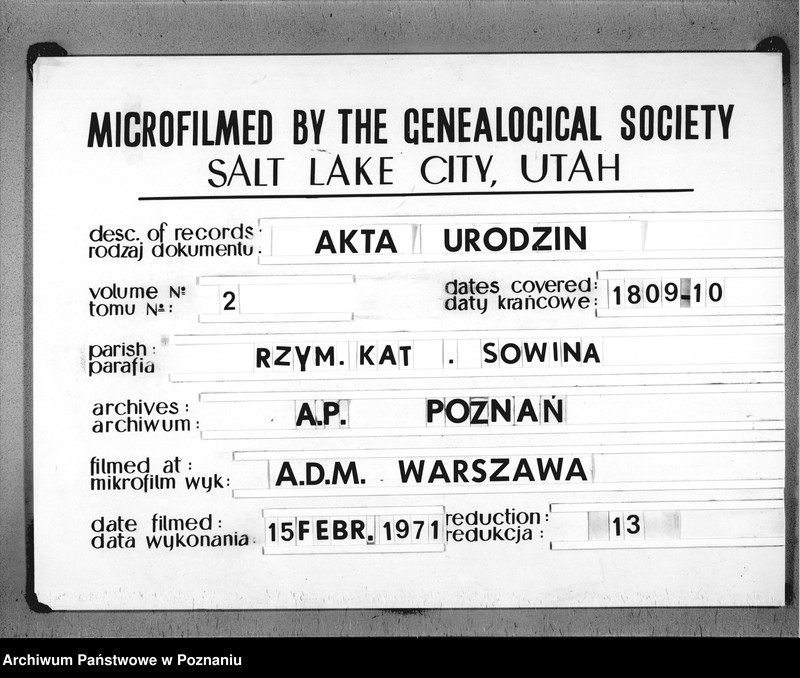 MICROFILMED BY THE GENEALOGICAL SOCIETY
SALT LAKE CITY, UTAH
desc. of records: AKTA URODZIN
rodzaj dokumentu:
volume Nº 2
tomu Nº:
dates covered: 1809-10
daty krańcowe:
parish: RZYM. KAT. SOWINA
parafia
archives: A.P. POZNAŃ
archiwum:
filmed at: A.D.M. WARSZAWA
mikrofilm wyk:
date filmed: 15 FEBR. 1971
data wykonania:
reduction: 13
redukcja:
Archiwum Państwowe w Poznaniu